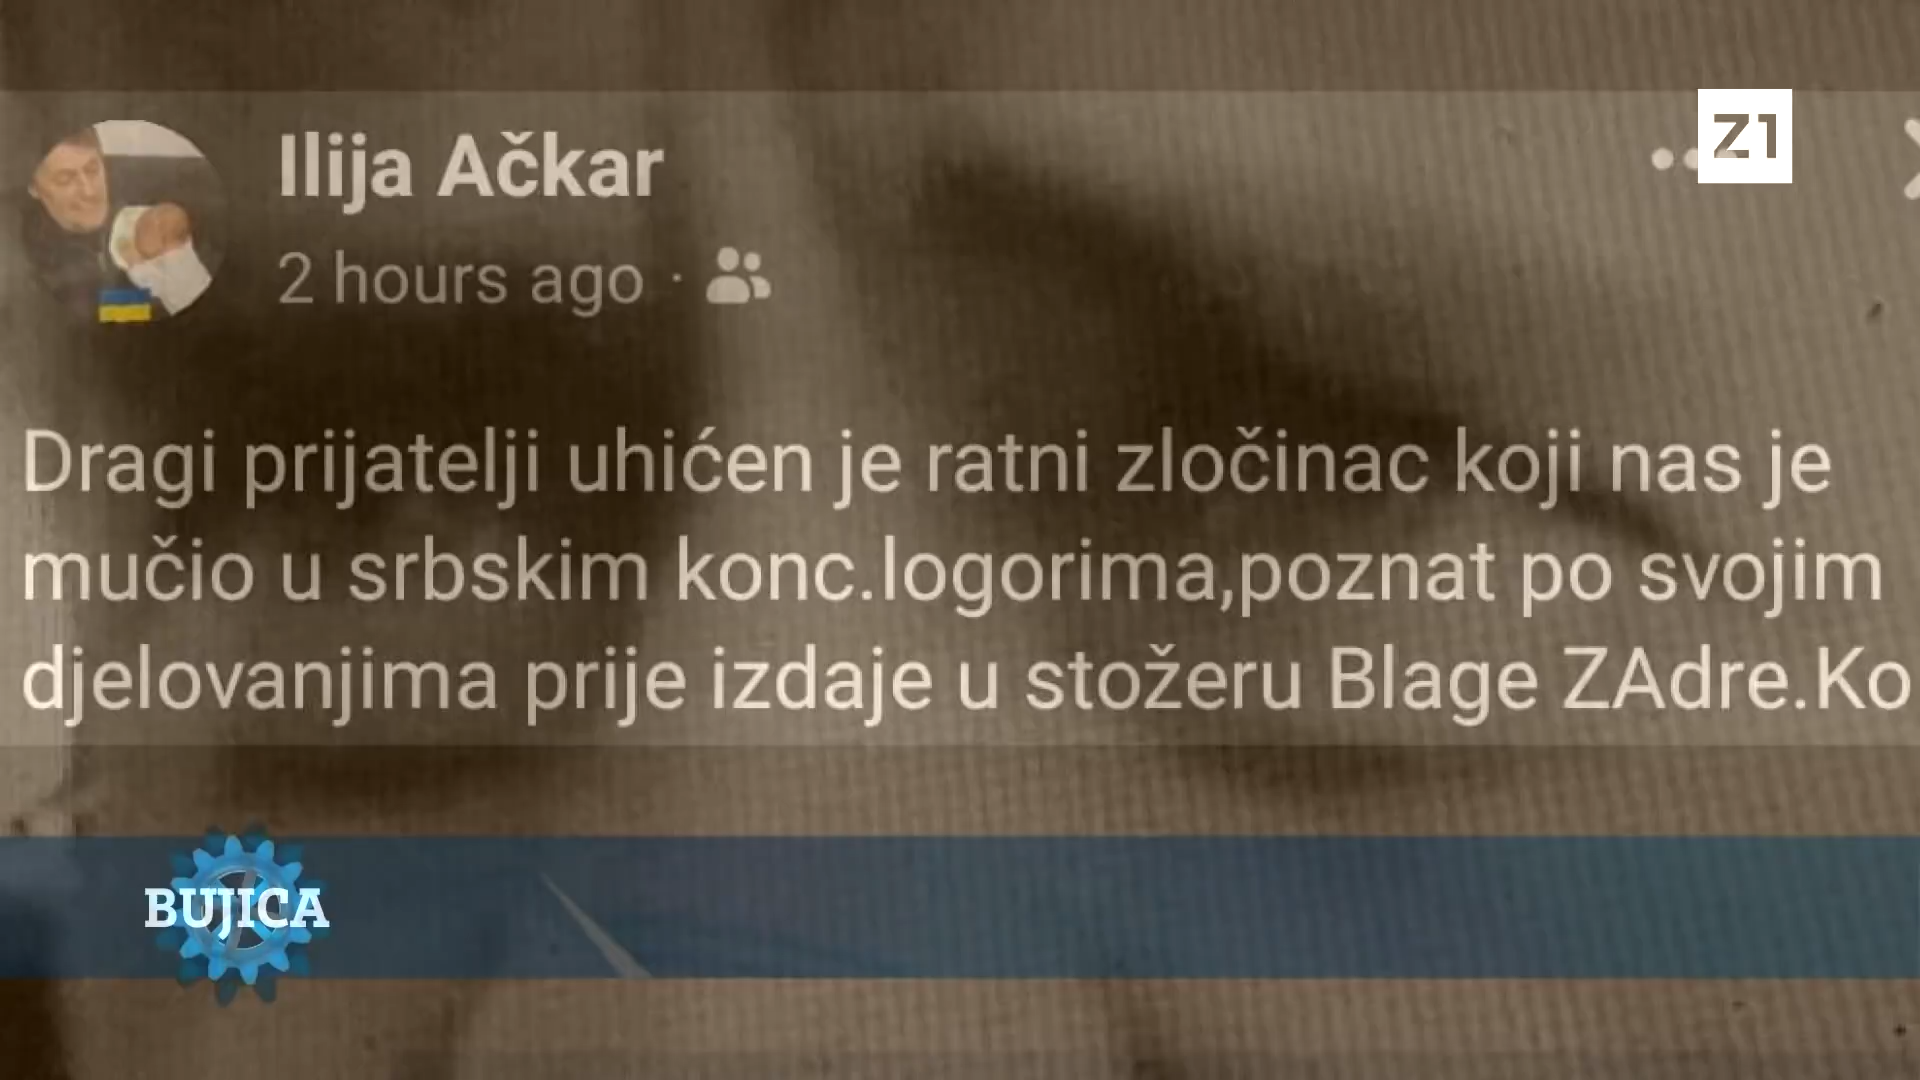 Ilija Ačkar
2 hours ago ·
Z1
Dragi prijatelji uhićen je ratni zločinac koji nas je
mučio u srbskim konc.logorima,poznat po svojim
djelovanjima prije izdaje u stožeru Blage ZAdre.Ko
BUJICA